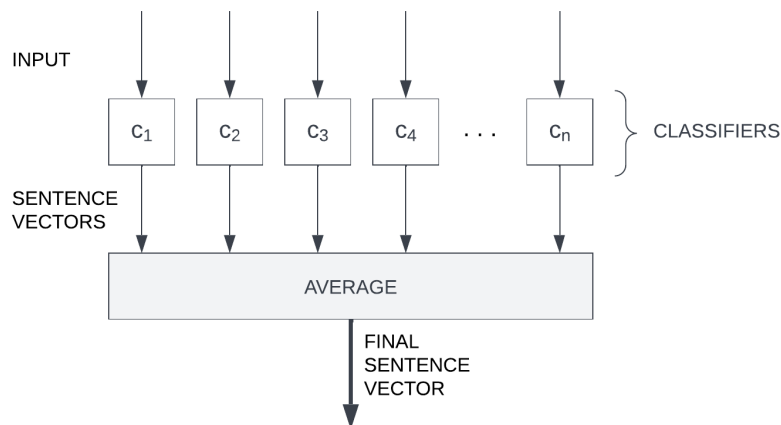 INPUT
c1 c2 c3 c4 . . . cn
CLASSIFIERS
SENTENCE
VECTORS
AVERAGE
FINAL
SENTENCE
VECTOR